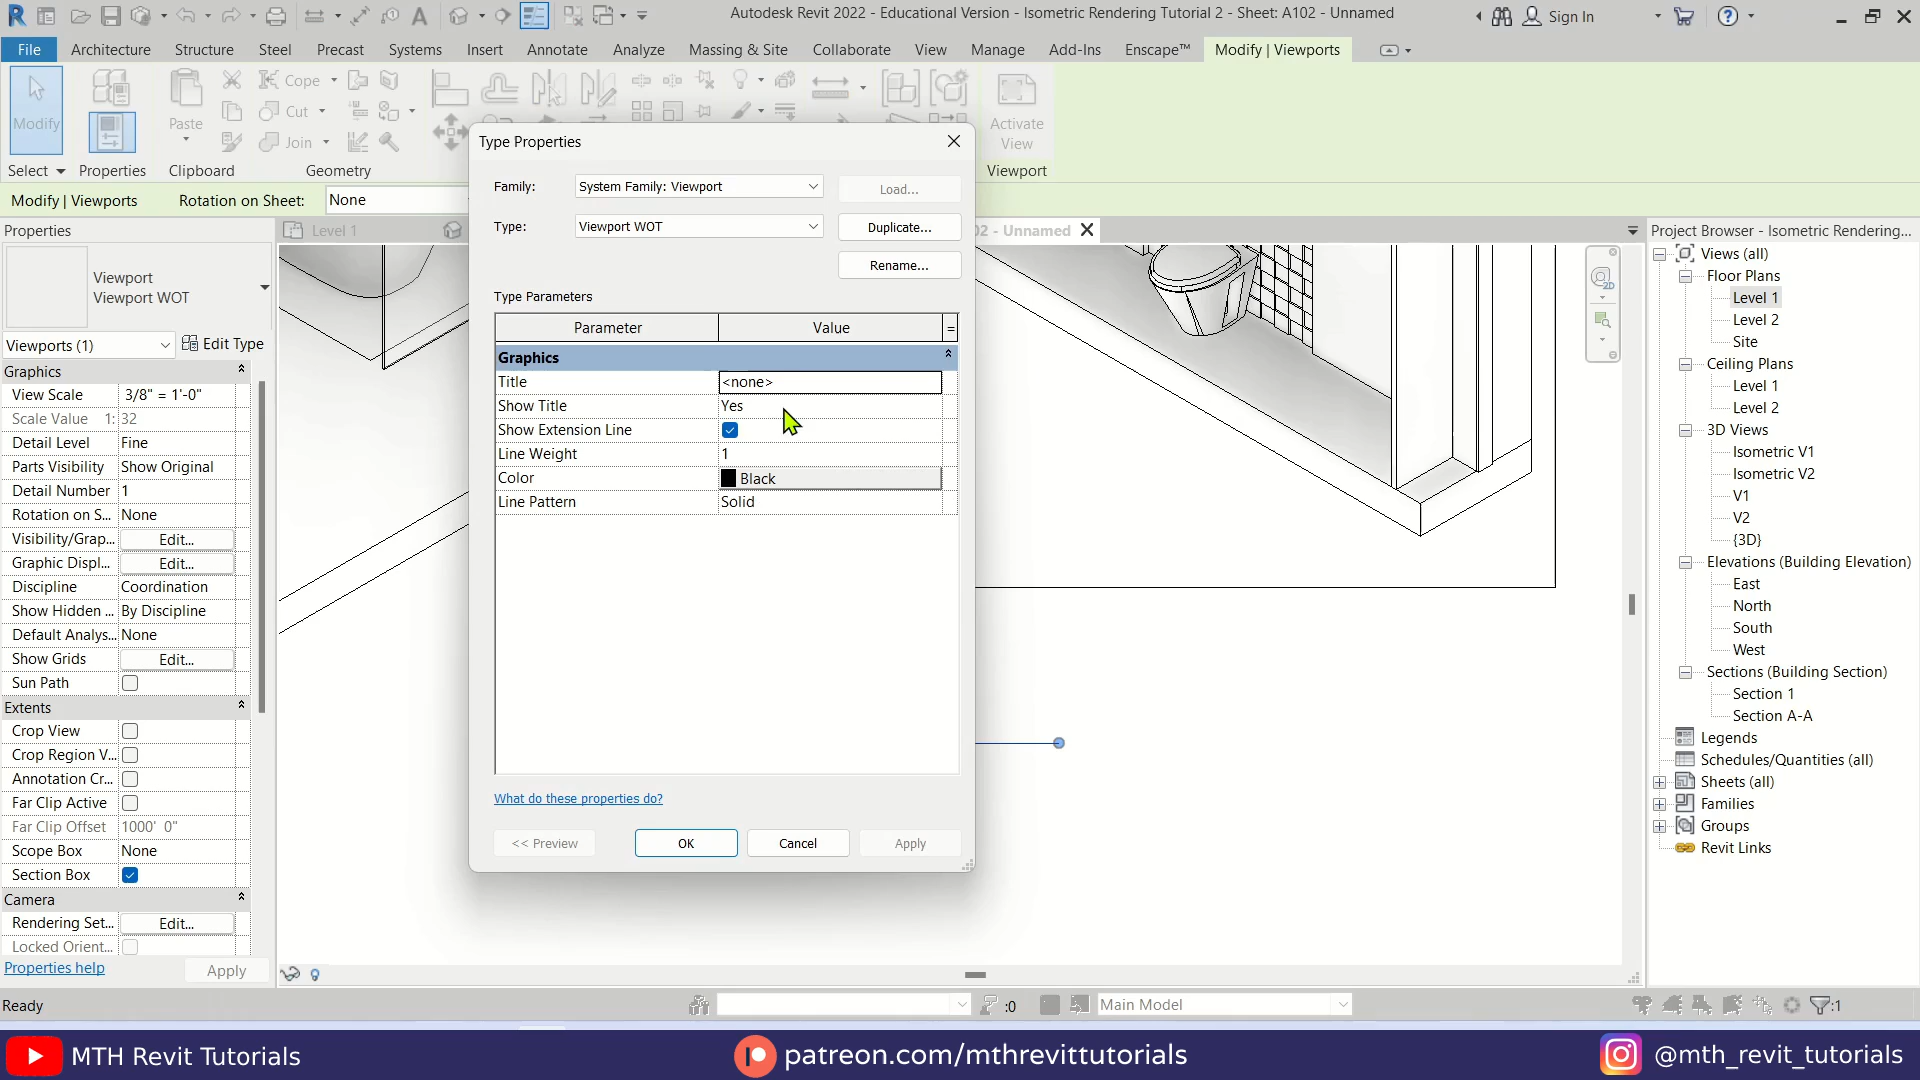 Autodesk Revit 2022 - Educational Version - Isometric Rendering Tutorial 2 - Sheet: A102 - Unnamed
Sign In
File Architecture Structure Steel Precast Systems Insert Annotate Analyze Massing & Site Collaborate View Manage Add-Ins Enscape™ Modify | Viewports
Modify
Paste
Cope
Cut
Join
Activate
View
Select Properties Clipboard Geometry Viewport
Modify | Viewports Rotation on Sheet: None
Properties
Viewport
Viewport WOT
Viewports (1) Edit Type
Graphics
View Scale 3/8" = 1'-0"
Scale Value 1: 32
Detail Level Fine
Parts Visibility Show Original
Detail Number 1
Rotation on S... None
Visibility/Grap... Edit...
Graphic Displ... Edit...
Discipline Coordination
Show Hidden ... By Discipline
Default Analys... None
Show Grids Edit...
Sun Path
Extents
Crop View
Crop Region V...
Annotation Cr...
Far Clip Active
Far Clip Offset 1000' 0"
Scope Box None
Section Box
Camera
Rendering Set... Edit...
Locked Orient...
Properties help Apply
Level 1
02 - Unnamed
2D
Type Properties
Family: System Family: Viewport Load...
Type: Viewport WOT Duplicate...
Rename...
Type Parameters
Parameter Value =
Graphics
Title <none>
Show Title Yes
Show Extension Line
Line Weight 1
Color Black
Line Pattern Solid
What do these properties do?
<< Preview OK Cancel Apply
Project Browser - Isometric Rendering...
Views (all)
Floor Plans
Level 1
Level 2
Site
Ceiling Plans
Level 1
Level 2
3D Views
Isometric V1
Isometric V2
V1
V2
{3D}
Elevations (Building Elevation)
East
North
South
West
Sections (Building Section)
Section 1
Section A-A
Legends
Schedules/Quantities (all)
Sheets (all)
Families
Groups
Revit Links
Ready :0 Main Model :1
MTH Revit Tutorials patreon.com/mthrevittutorials @mth_revit_tutorials